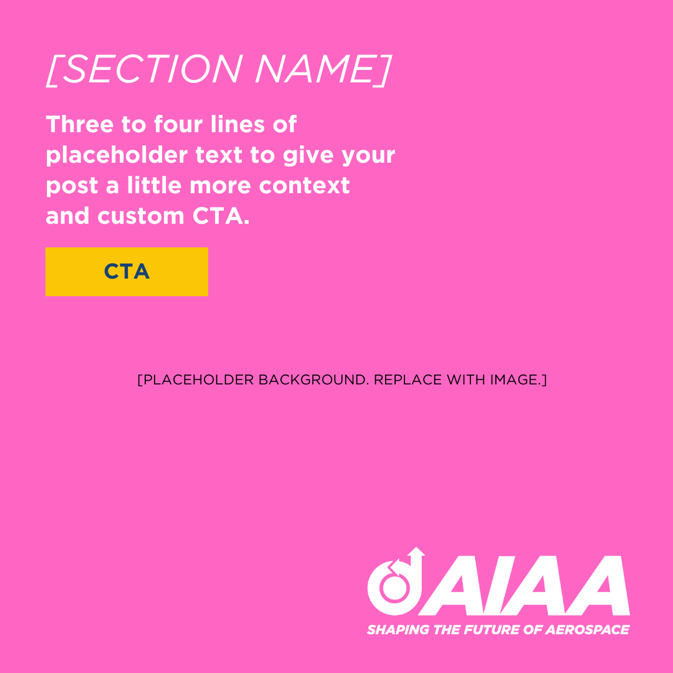 [SECTION NAME]
Three to four lines of
placeholder text to give your
post a little more context
and custom CTA.
CTA
[PLACEHOLDER BACKGROUND. REPLACE WITH IMAGE.]
AIAA
SHAPING THE FUTURE OF AEROSPACE